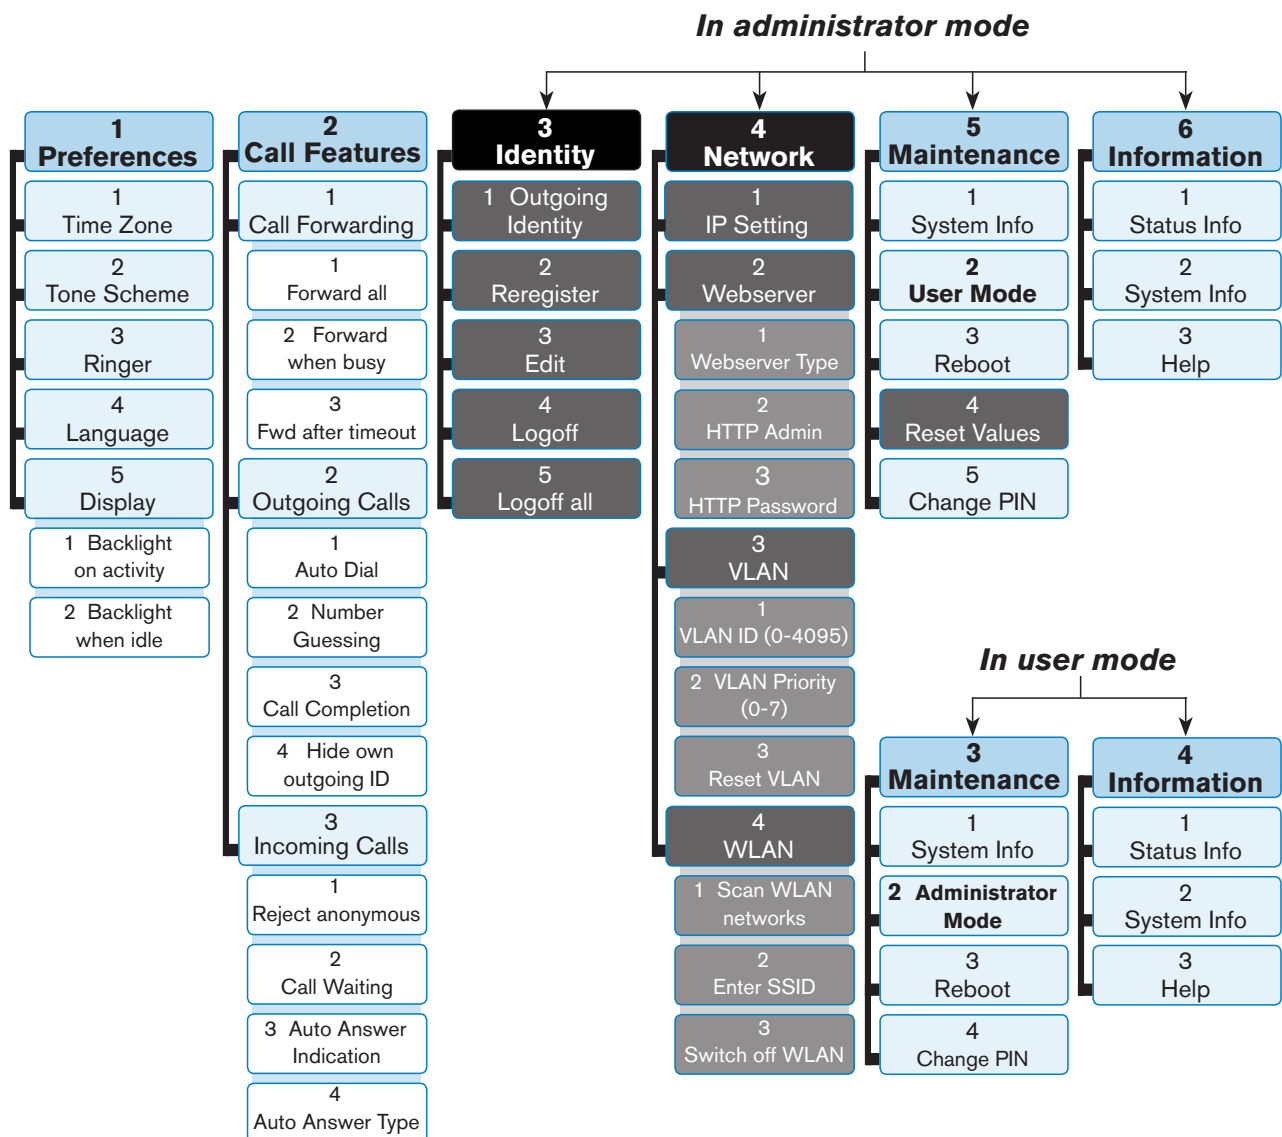 In administrator mode
1
Preferences
1
Time Zone
2
Tone Scheme
3
Ringer
4
Language
5
Display
1 Backlight
on activity
2 Backlight
when idle
2
Call Features
1
Call Forwarding
1
Forward all
2 Forward
when busy
3
Fwd after timeout
2
Outgoing Calls
1
Auto Dial
2 Number
Guessing
3
Call Completion
4 Hide own
outgoing ID
3
Incoming Calls
1
Reject anonymous
2
Call Waiting
3 Auto Answer
Indication
4
Auto Answer Type
3
Identity
1 Outgoing
Identity
2
Reregister
3
Edit
4
Logoff
5
Logoff all
4
Network
1
IP Setting
2
Webserver
1
Webserver Type
2
HTTP Admin
3
HTTP Password
3
VLAN
1
VLAN ID (0-4095)
2 VLAN Priority
(0-7)
3
Reset VLAN
4
WLAN
1 Scan WLAN
networks
2
Enter SSID
3
Switch off WLAN
5
Maintenance
1
System Info
2
User Mode
3
Reboot
4
Reset Values
5
Change PIN
6
Information
1
Status Info
2
System Info
3
Help
In user mode
3
Maintenance
1
System Info
2 Administrator
Mode
3
Reboot
4
Change PIN
4
Information
1
Status Info
2
System Info
3
Help